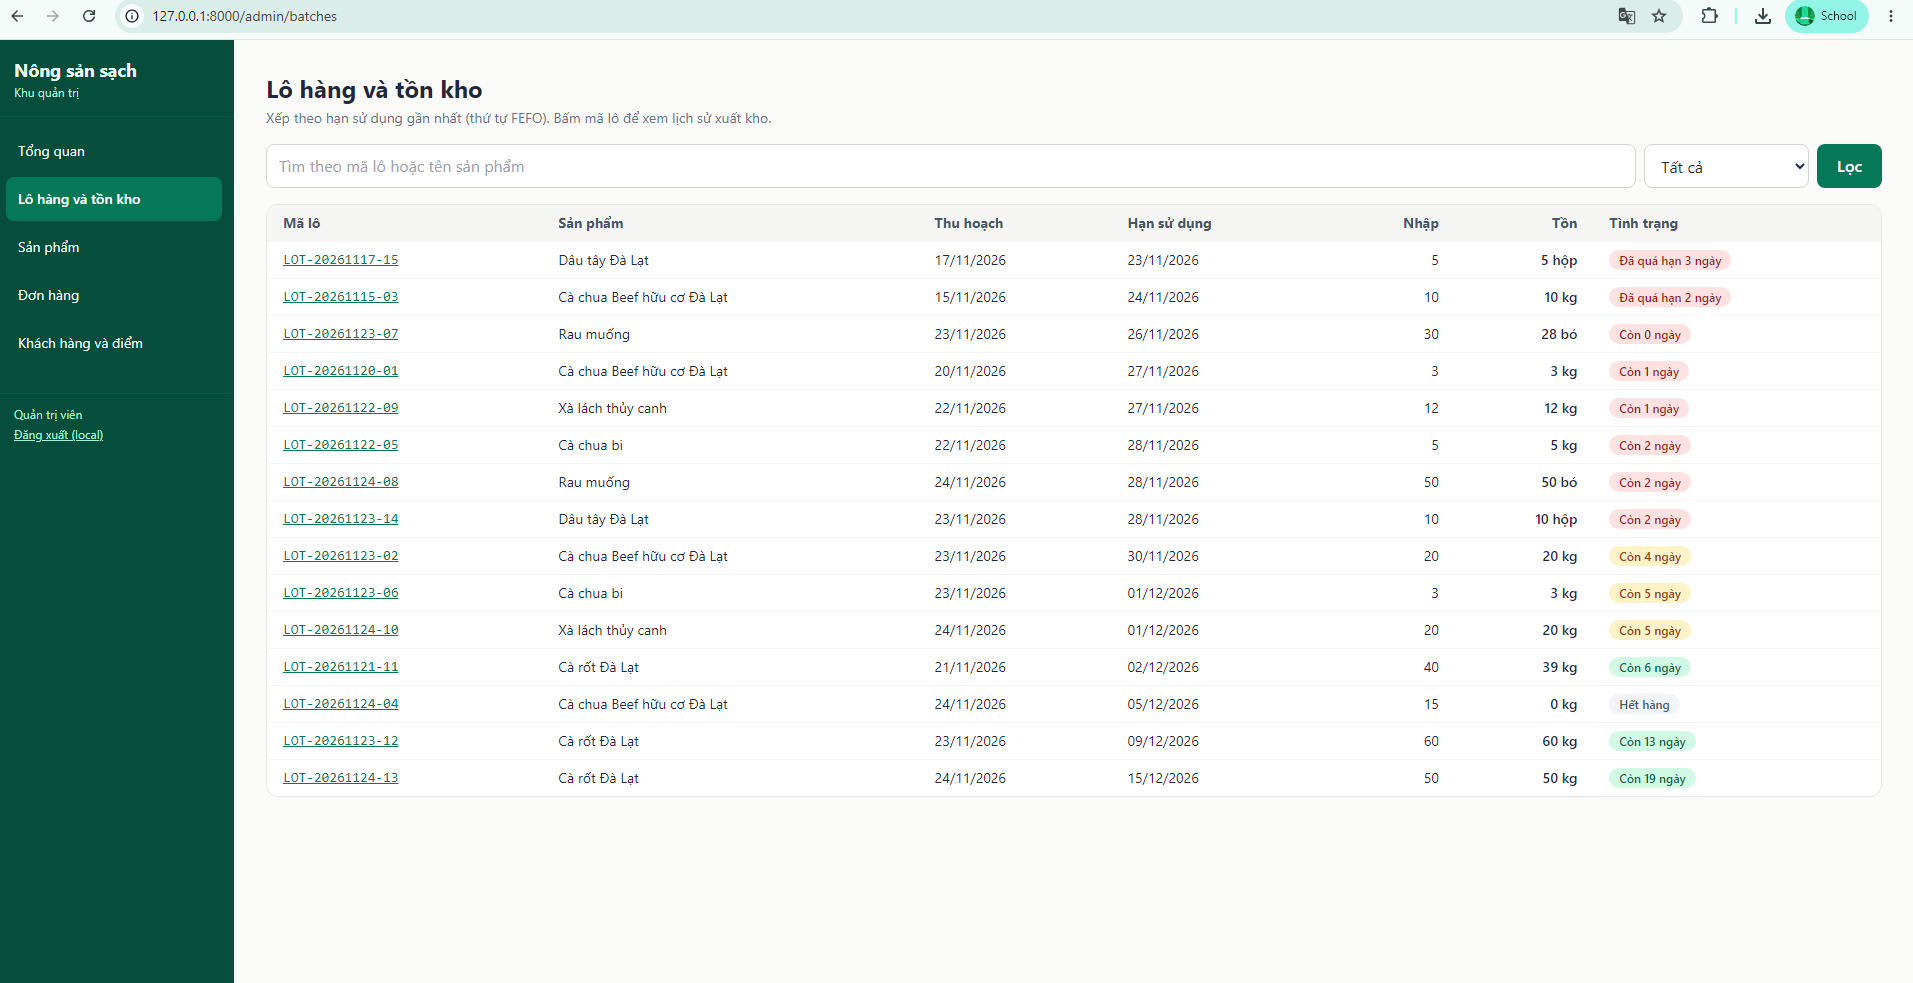 127.0.0.1:8000/admin/batches
School
Nông sản sạch
Khu quản trị
Tổng quan
Lô hàng và tồn kho
Sản phẩm
Đơn hàng
Khách hàng và điểm
Quản trị viên
Đăng xuất (local)
Lô hàng và tồn kho
Xếp theo hạn sử dụng gần nhất (thứ tự FEFO). Bấm mã lô để xem lịch sử xuất kho.
Tìm theo mã lô hoặc tên sản phẩm
Tất cả
Lọc
Mã lô Sản phẩm Thu hoạch Hạn sử dụng Nhập Tồn Tình trạng
LOT-20261117-15 Dâu tây Đà Lạt 17/11/2026 23/11/2026 5 5 hộp Đã quá hạn 3 ngày
LOT-20261115-03 Cà chua Beef hữu cơ Đà Lạt 15/11/2026 24/11/2026 10 10 kg Đã quá hạn 2 ngày
LOT-20261123-07 Rau muống 23/11/2026 26/11/2026 30 28 bó Còn 0 ngày
LOT-20261120-01 Cà chua Beef hữu cơ Đà Lạt 20/11/2026 27/11/2026 3 3 kg Còn 1 ngày
LOT-20261122-09 Xà lách thủy canh 22/11/2026 27/11/2026 12 12 kg Còn 1 ngày
LOT-20261122-05 Cà chua bi 22/11/2026 28/11/2026 5 5 kg Còn 2 ngày
LOT-20261124-08 Rau muống 24/11/2026 28/11/2026 50 50 bó Còn 2 ngày
LOT-20261123-14 Dâu tây Đà Lạt 23/11/2026 28/11/2026 10 10 hộp Còn 2 ngày
LOT-20261123-02 Cà chua Beef hữu cơ Đà Lạt 23/11/2026 30/11/2026 20 20 kg Còn 4 ngày
LOT-20261123-06 Cà chua bi 23/11/2026 01/12/2026 3 3 kg Còn 5 ngày
LOT-20261124-10 Xà lách thủy canh 24/11/2026 01/12/2026 20 20 kg Còn 5 ngày
LOT-20261121-11 Cà rốt Đà Lạt 21/11/2026 02/12/2026 40 39 kg Còn 6 ngày
LOT-20261124-04 Cà chua Beef hữu cơ Đà Lạt 24/11/2026 05/12/2026 15 0 kg Hết hàng
LOT-20261123-12 Cà rốt Đà Lạt 23/11/2026 09/12/2026 60 60 kg Còn 13 ngày
LOT-20261124-13 Cà rốt Đà Lạt 24/11/2026 15/12/2026 50 50 kg Còn 19 ngày